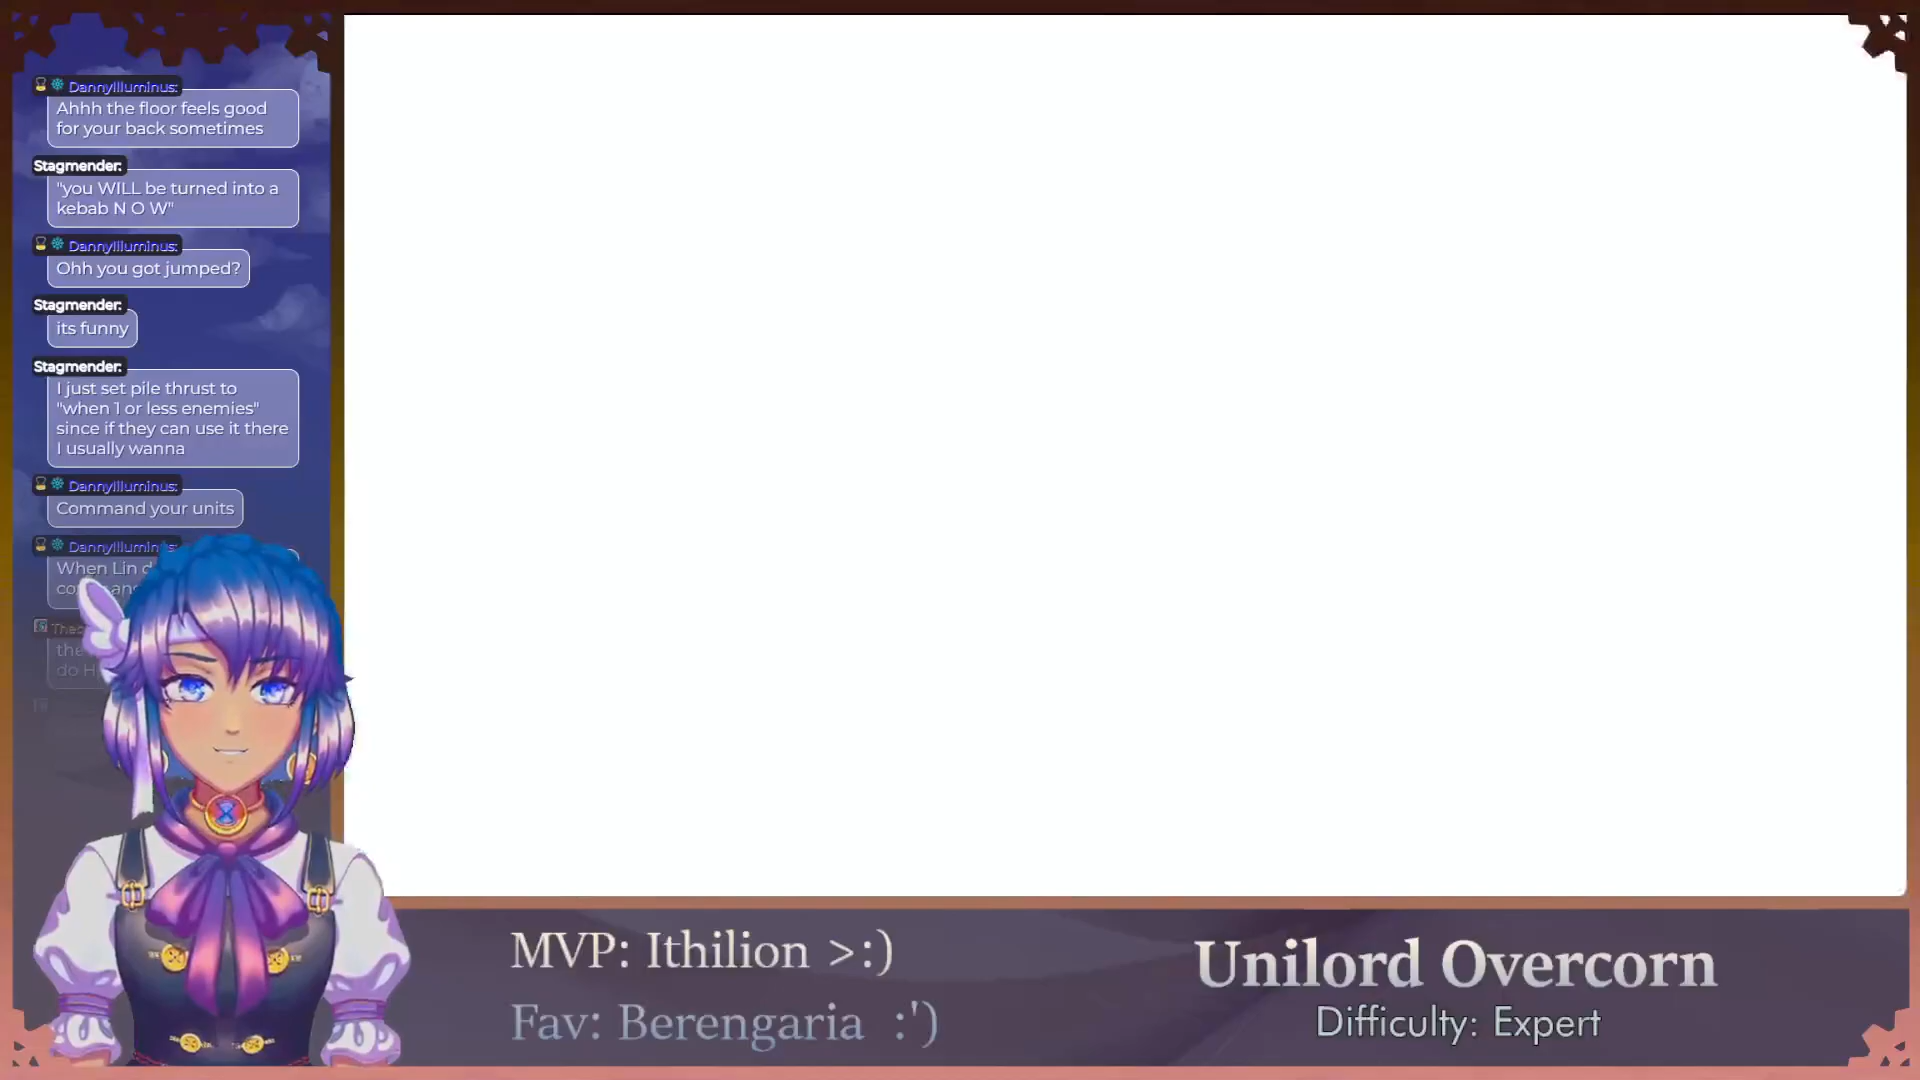 DannyIlluminus:
Ahhh the floor feels good
for your back sometimes
Stagmender:
"you WILL be turned into a
kebab N O W"
DannyIlluminus:
Ohh you got jumped?
Stagmender:
its funny
Stagmender:
I just set pile thrust to
"when 1 or less enemies"
since if they can use it there
I usually wanna
DannyIlluminus:
Command your units
DannyIlluminus:
When Lin
the
do
MVP: Ithilion >:)
Fav: Berengaria :')
Unilord Overcorn
Difficulty: Expert